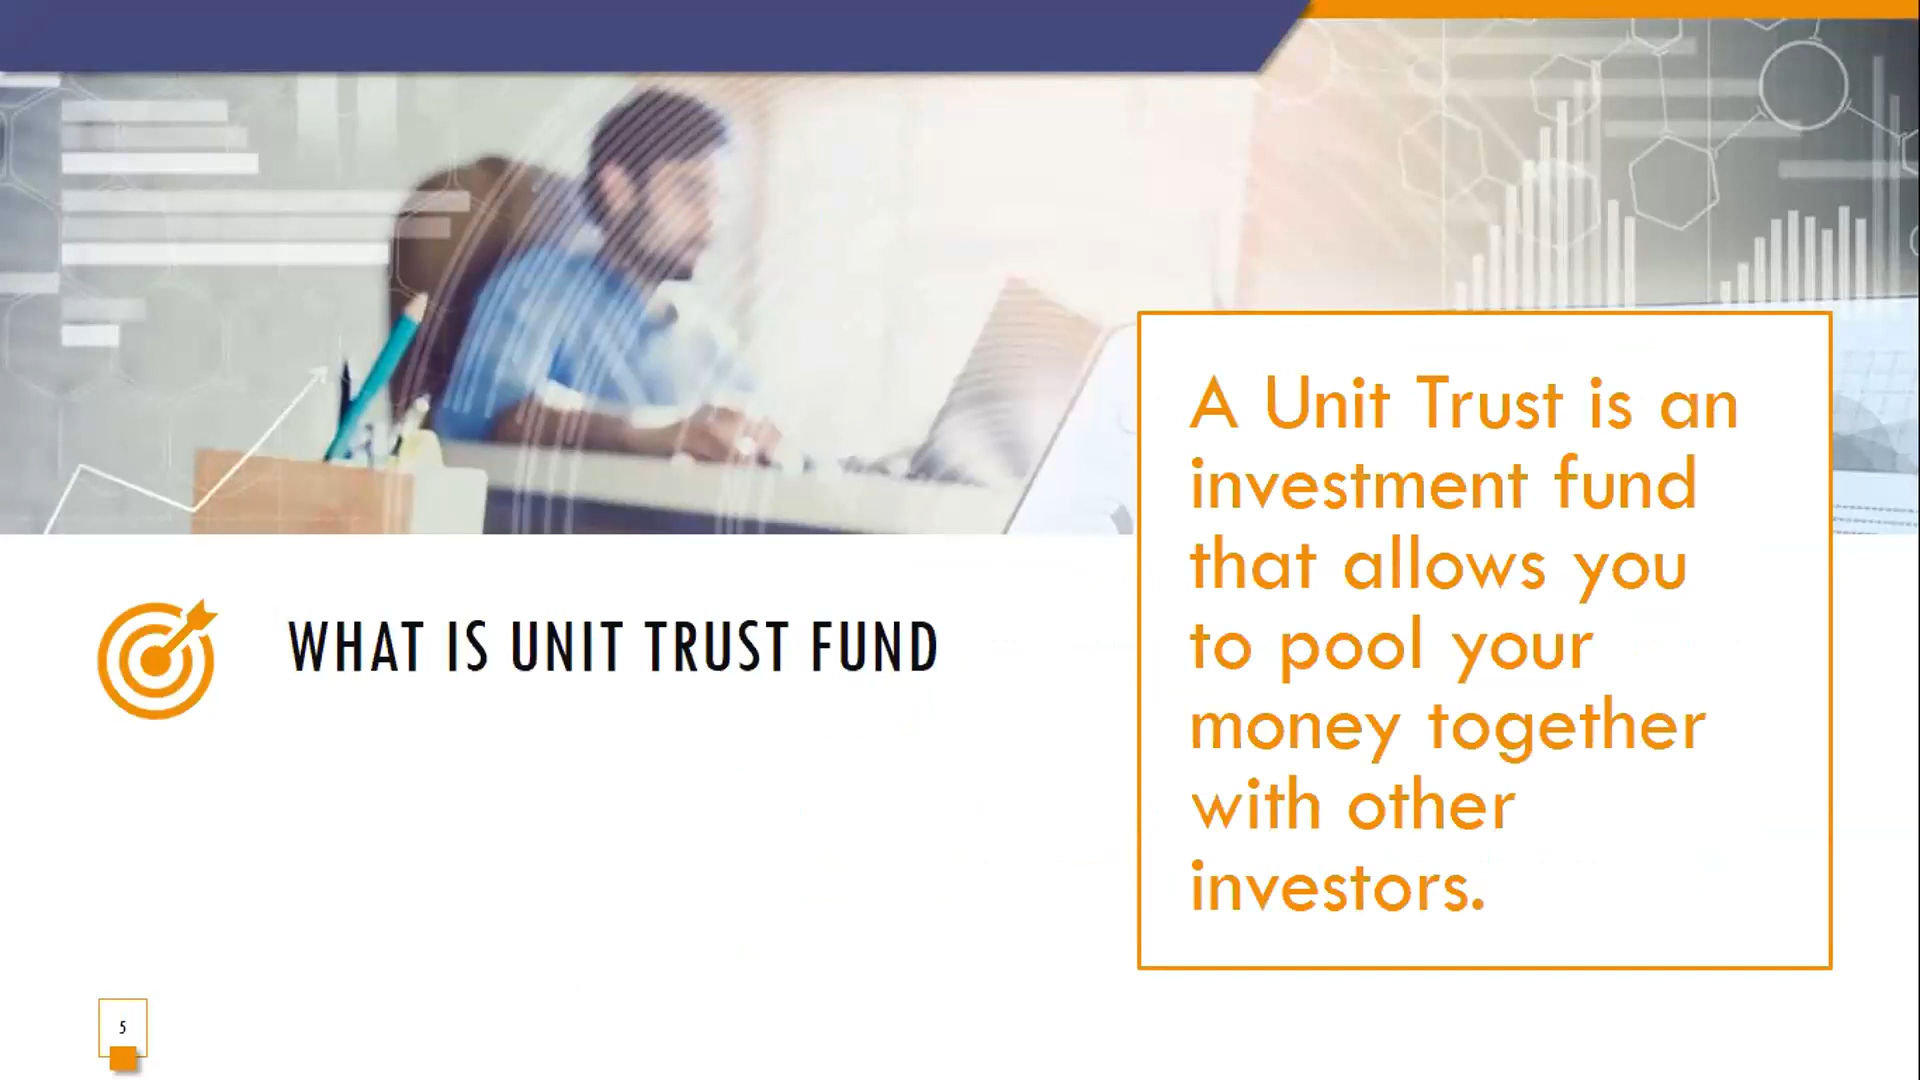 WHAT IS UNIT TRUST FUND
A Unit Trust is an
investment fund
that allows you
to pool your
money together
with other
investors.
5